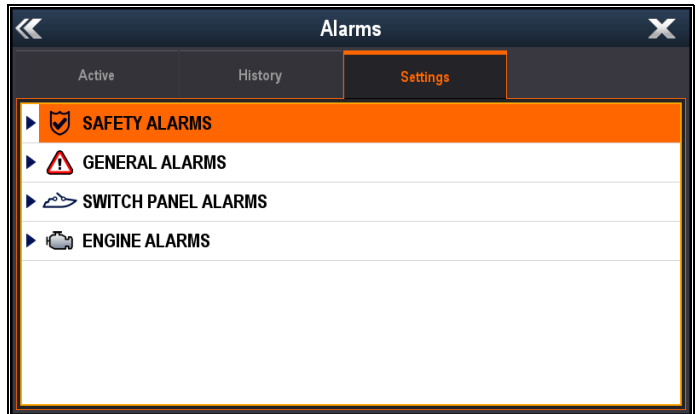 Alarms
Active History Settings
SAFETY ALARMS
GENERAL ALARMS
SWITCH PANEL ALARMS
ENGINE ALARMS